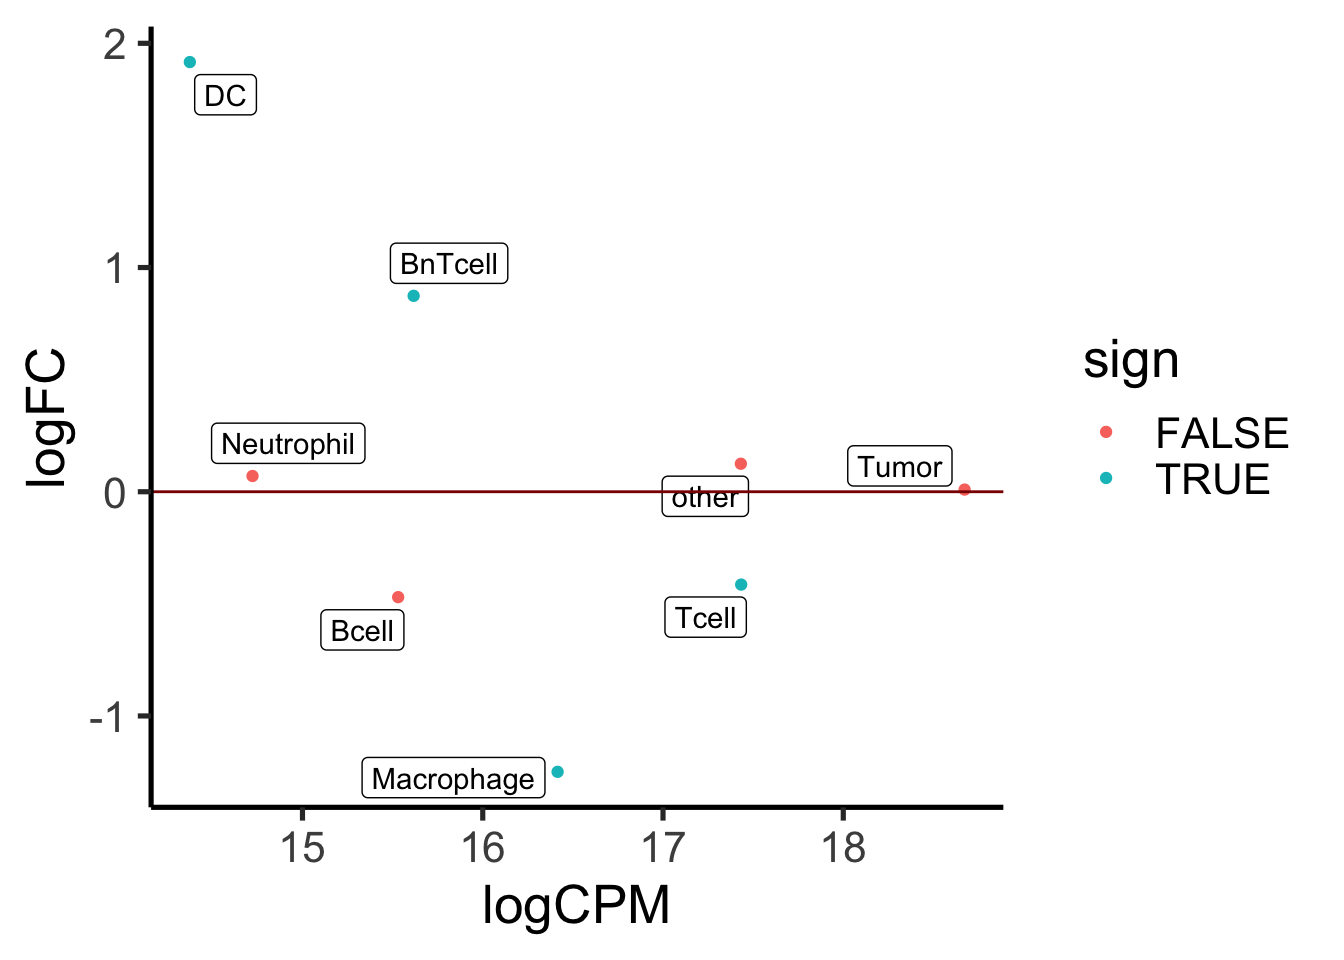 2
DC
BnTcell
1
logFC
sign
FALSE
TRUE
Neutrophil
Tumor
other
0
Bcell
Tcell
-1
Macrophage
15
16
17
18
logCPM